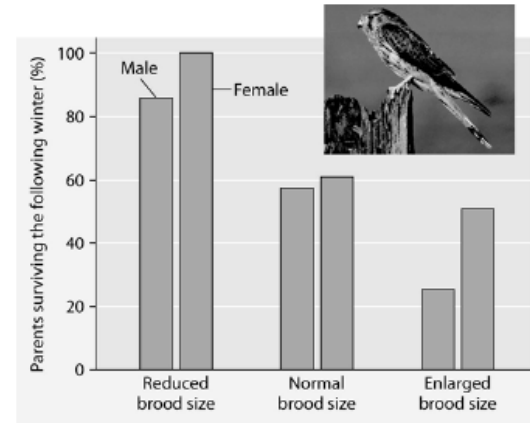 Parents surviving the following winter (%)
100
80
60
40
20
0
Male
Female
Reduced
brood size
Normal
brood size
Enlarged
brood size